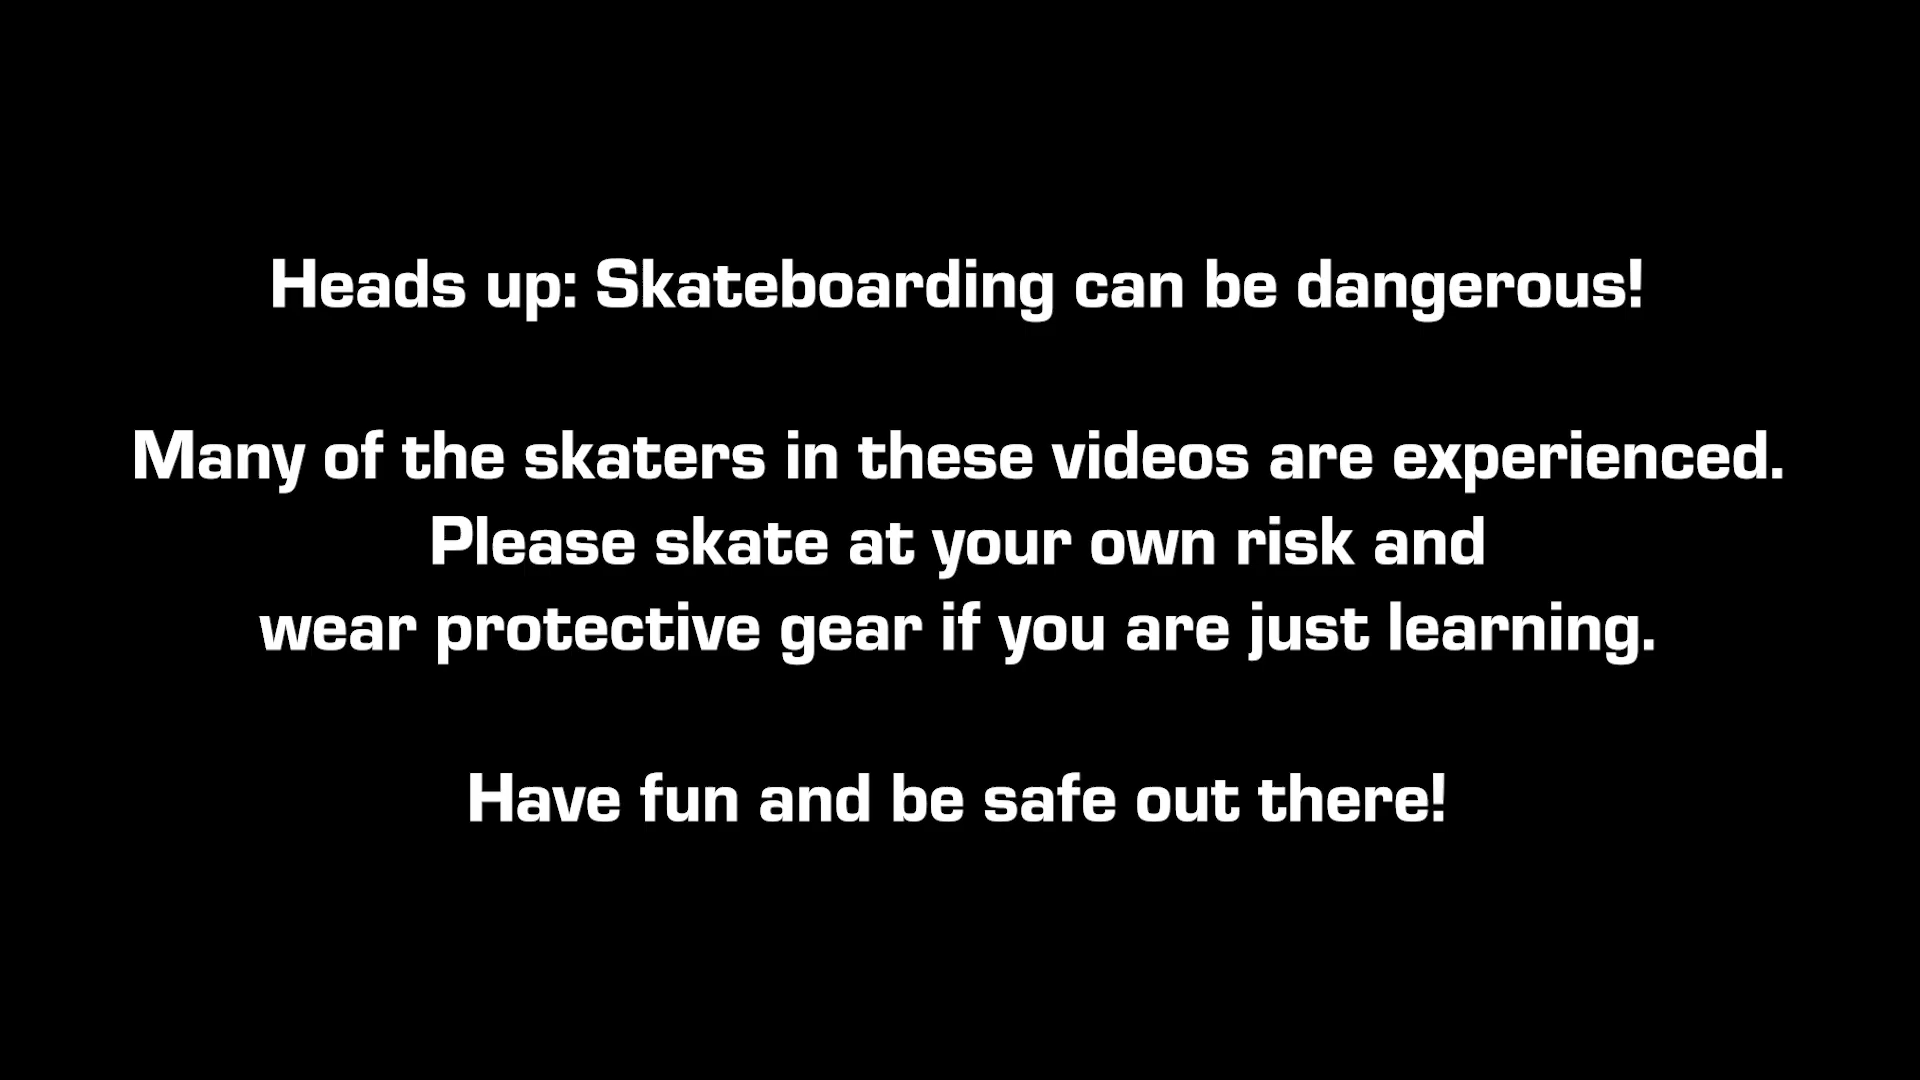 Heads up: Skateboarding can be dangerous!
Many of the skaters in these videos are experienced.
Please skate at your own risk and
wear protective gear if you are just learning.
Have fun and be safe out there!